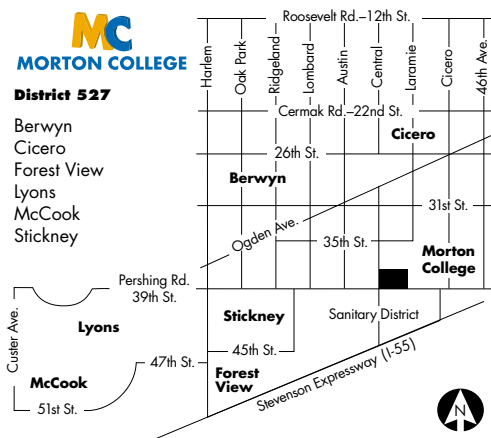 MC
MORTON COLLEGE
District 527
Berwyn
Cicero
Forest View
Lyons
McCook
Stickney
Roosevelt Rd.–12th St.
Harlem
Oak Park
Ridgeland
Lombard
Austin
Central
Laramie
Cicero
46th Ave.
Cermak Rd.–22nd St.
Cicero
26th St.
Berwyn
31st St.
Ogden Ave.
35th St.
Morton
College
Pershing Rd.
39th St.
Custer Ave.
Lyons
Stickney
Sanitary District
45th St.
47th St.
Forest
View
McCook
51st St.
Stevenson Expressway (I-55)
N